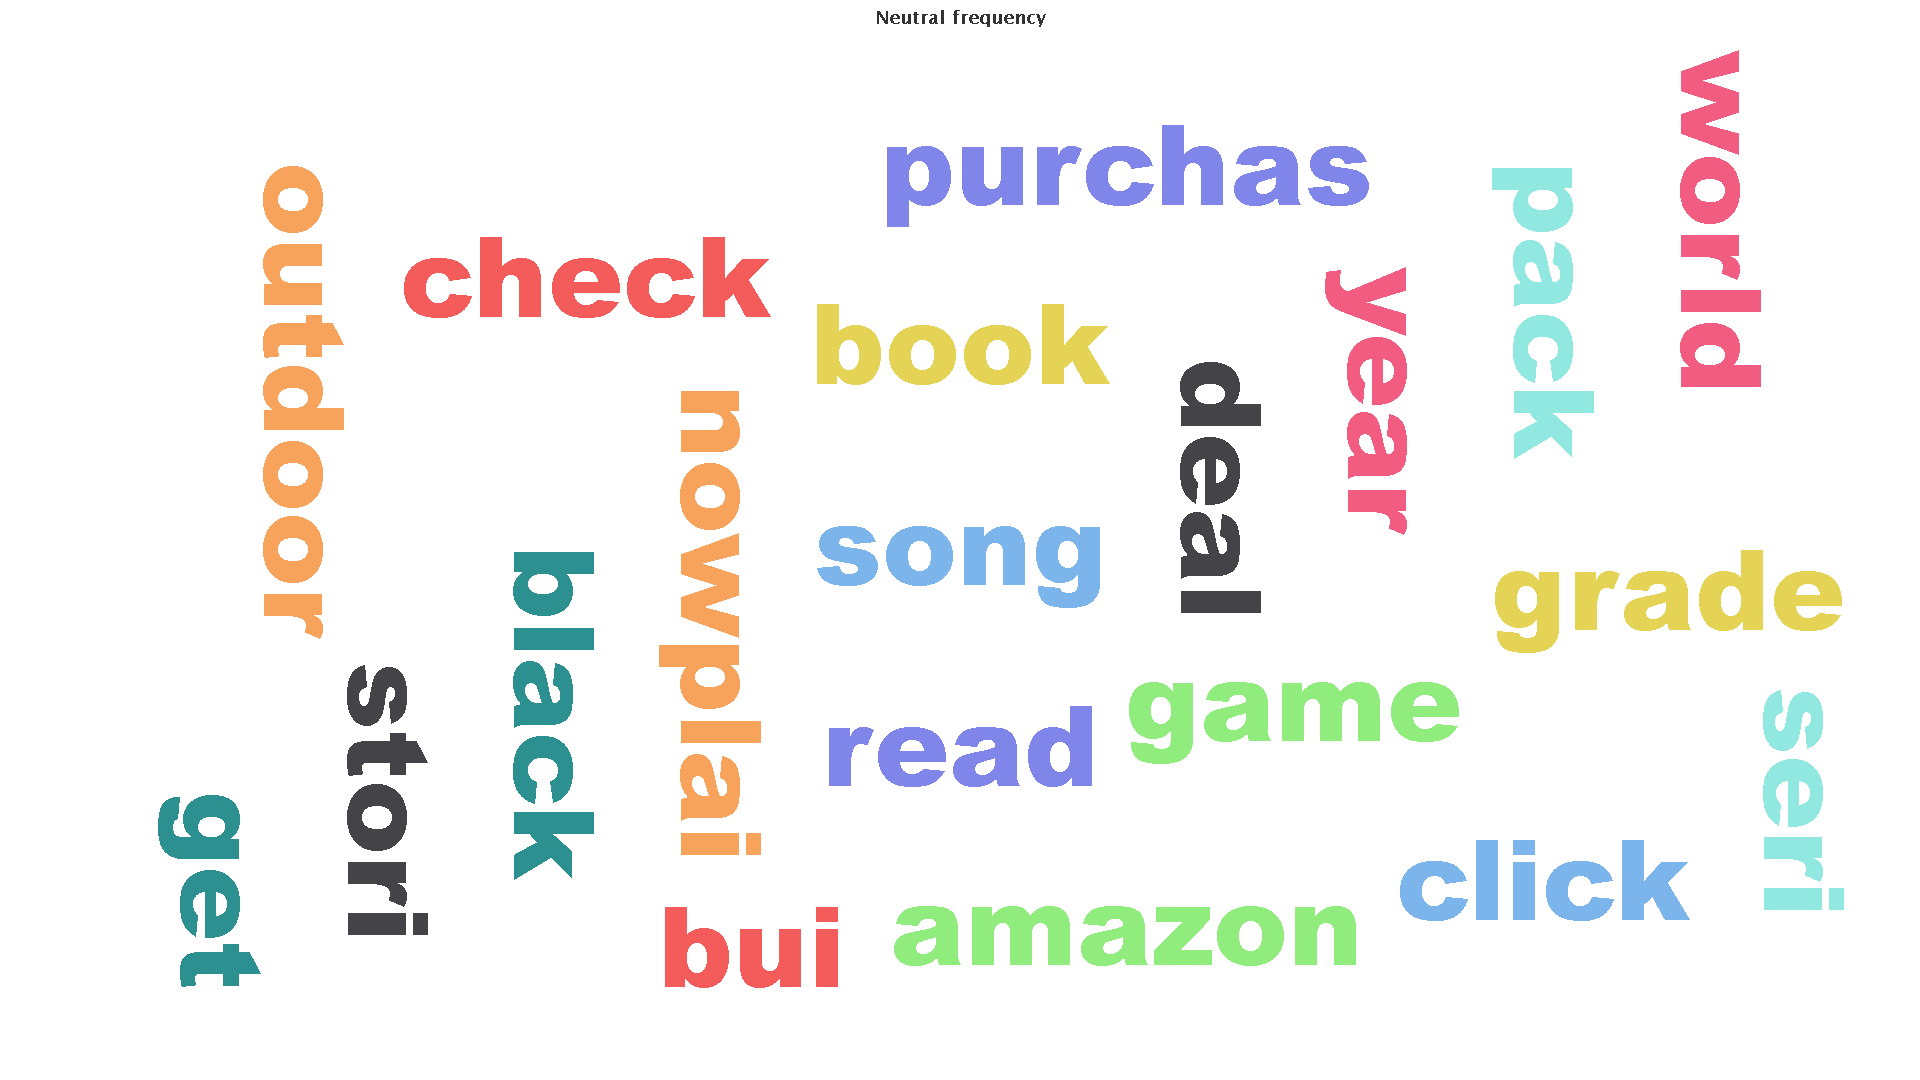 Neutral frequency
world
purchas
outdoor
pack
check
year
book
deal
nowplai
song
black
grade
stori
game
read
seri
get
click
amazon
bui